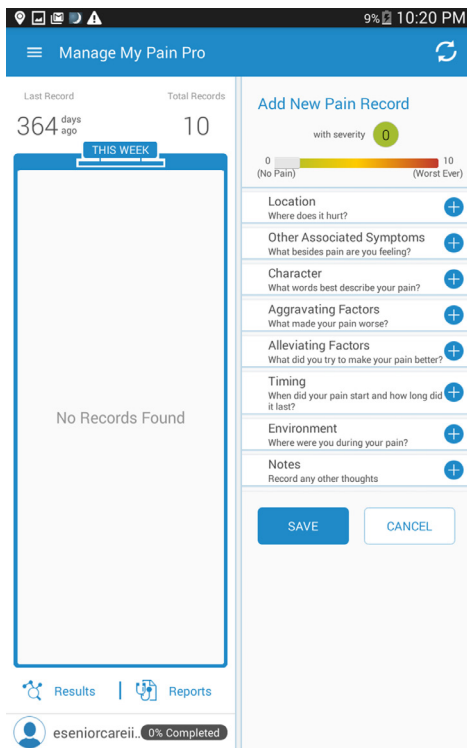 9% 10:20 PM
Manage My Pain Pro
Last Record
Total Records
364 days ago
10
THIS WEEK
No Records Found
Results
Reports
eseniorcareii..
0% Completed
Add New Pain Record
with severity 0
0
10
(No Pain)
(Worst Ever)
Location
Where does it hurt?
Other Associated Symptoms
What besides pain are you feeling?
Character
What words best describe your pain?
Aggravating Factors
What made your pain worse?
Alleviating Factors
What did you try to make your pain better?
Timing
When did your pain start and how long did
it last?
Environment
Where were you during your pain?
Notes
Record any other thoughts
SAVE
CANCEL